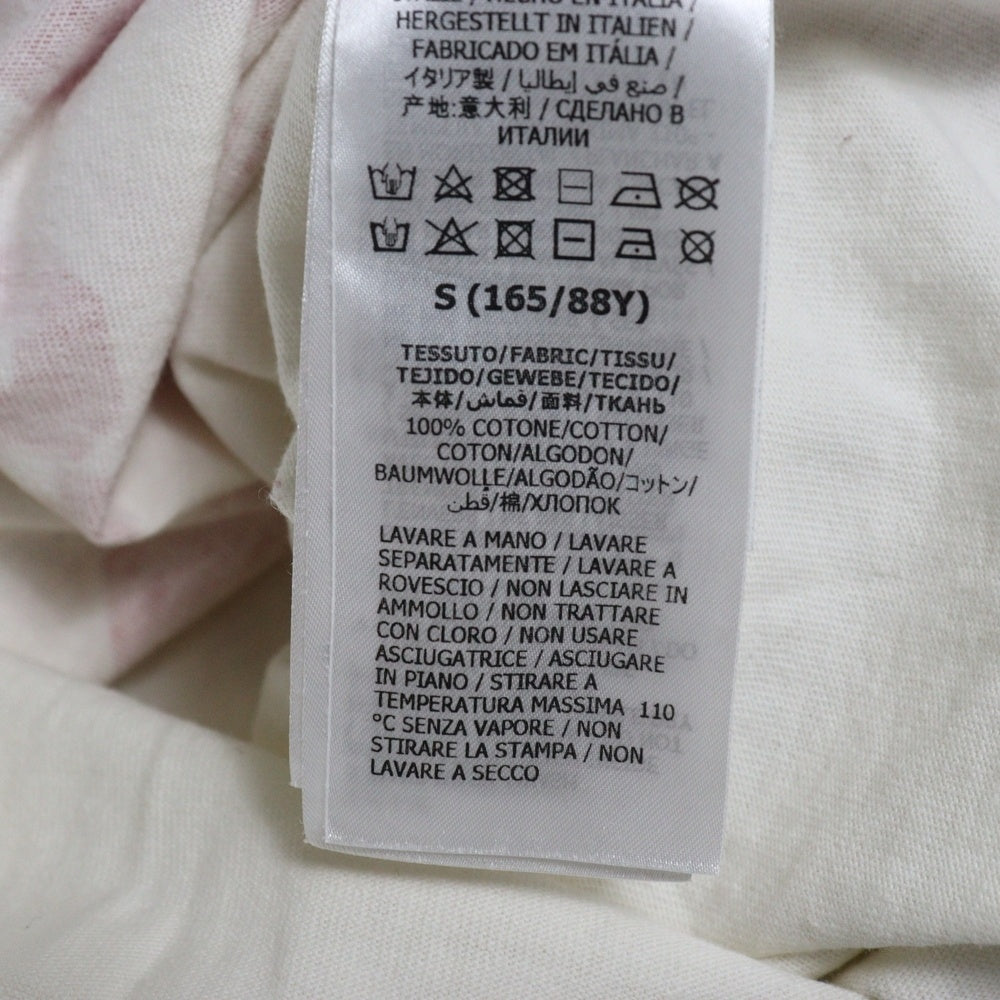 HECHO EN ITALIA /
HERGESTELLT IN ITALIEN /
FABRICADO EM ITÁLIA /
イタリア製 / صنع في إيطاليا /
产地:意大利 / СДЕЛАНО В
ИТАЛИИ
S (165/88Y)
TESSUTO/FABRIC/TISSU/
TEJIDO/GEWEBE/TECIDO/
本体/قماش/面料/ТКАНЬ
100% COTONE/COTTON/
COTON/ALGODON/
BAUMWOLLE/ALGODÃO/コットン/
قطن/棉/ХЛОПОК
LAVARE A MANO / LAVARE
SEPARATAMENTE / LAVARE A
ROVESCIO / NON LASCIARE IN
AMMOLLO / NON TRATTARE
CON CLORO / NON USARE
ASCIUGATRICE / ASCIUGARE
IN PIANO / STIRARE A
TEMPERATURA MASSIMA 110
°C SENZA VAPORE / NON
STIRARE LA STAMPA / NON
LAVARE A SECCO